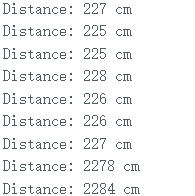 Distance: 227 cm
Distance: 225 cm
Distance: 225 cm
Distance: 228 cm
Distance: 226 cm
Distance: 226 cm
Distance: 227 cm
Distance: 2278 cm
Distance: 2284 cm